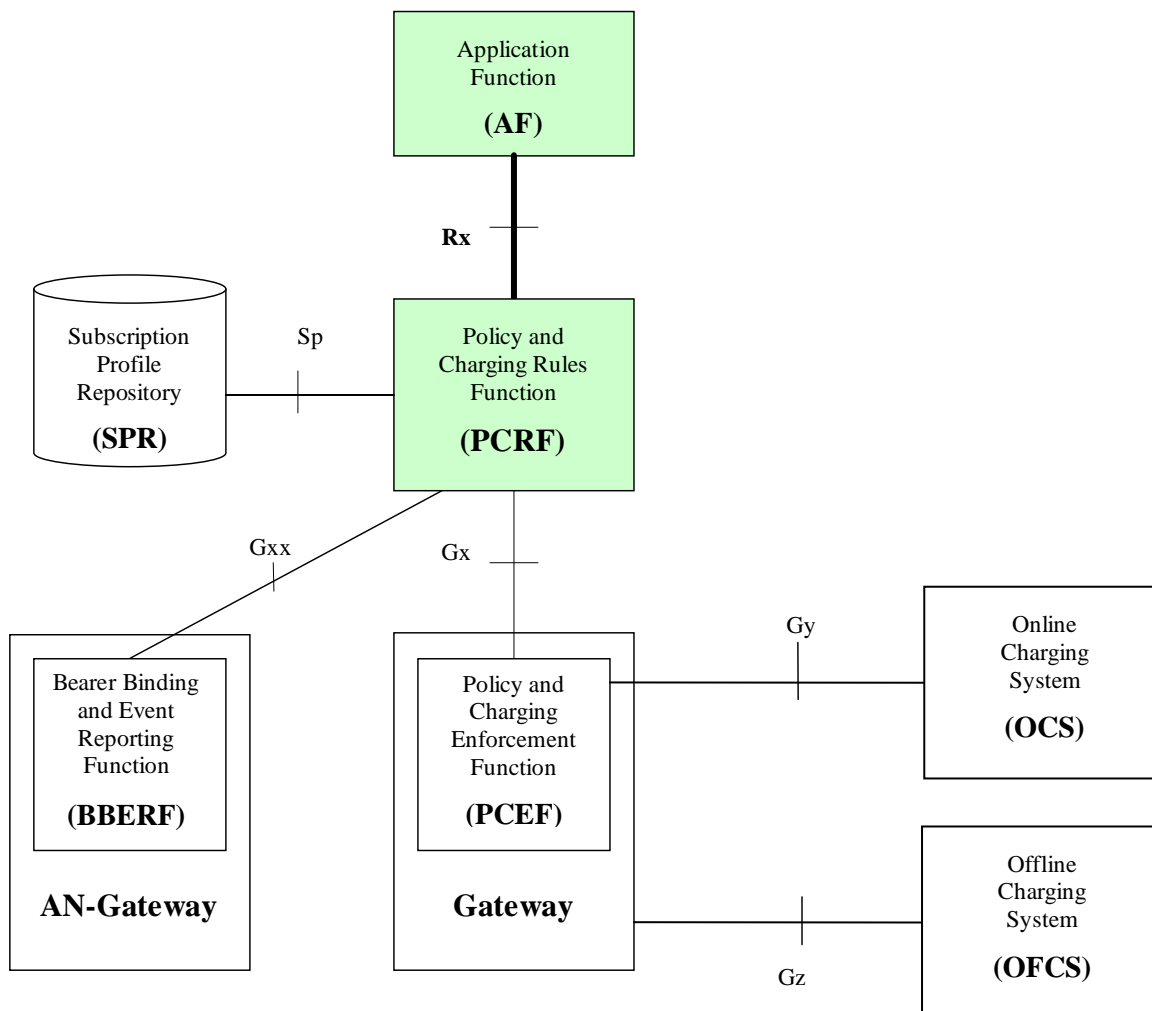 Application
Function
(AF)
Rx
Subscription
Profile
Repository
(SPR)
Sp
Policy and
Charging Rules
Function
(PCRF)
Gxx
Gx
Bearer Binding
and Event
Reporting
Function
(BBERF)
AN-Gateway
Policy and
Charging
Enforcement
Function
(PCEF)
Gateway
Gy
Online
Charging
System
(OCS)
Gz
Offline
Charging
System
(OFCS)